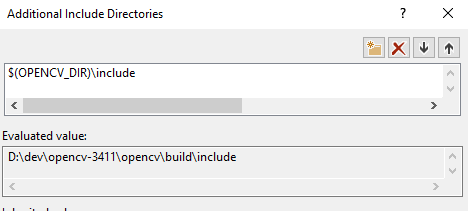 Additional Include Directories
?
$(OPENCV_DIR)\include
Evaluated value:
D:\dev\opencv-3411\opencv\build\include